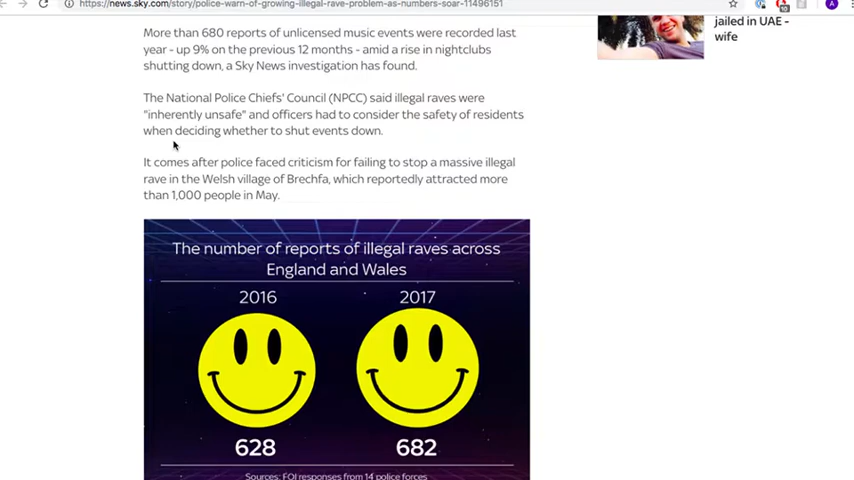 https://news.sky.com/story/police-warn-of-growing-illegal-rave-problem-as-numbers-soar-11496151
jailed in UAE -
wife
More than 680 reports of unlicensed music events were recorded last
year - up 9% on the previous 12 months - amid a rise in nightclubs
shutting down, a Sky News investigation has found.
The National Police Chiefs' Council (NPCC) said illegal raves were
"inherently unsafe" and officers had to consider the safety of residents
when deciding whether to shut events down.
It comes after police faced criticism for failing to stop a massive illegal
rave in the Welsh village of Brechfa, which reportedly attracted more
than 1,000 people in May.
The number of reports of illegal raves across
England and Wales
2016 2017
628 682
Sources: FOI responses from 14 police forces